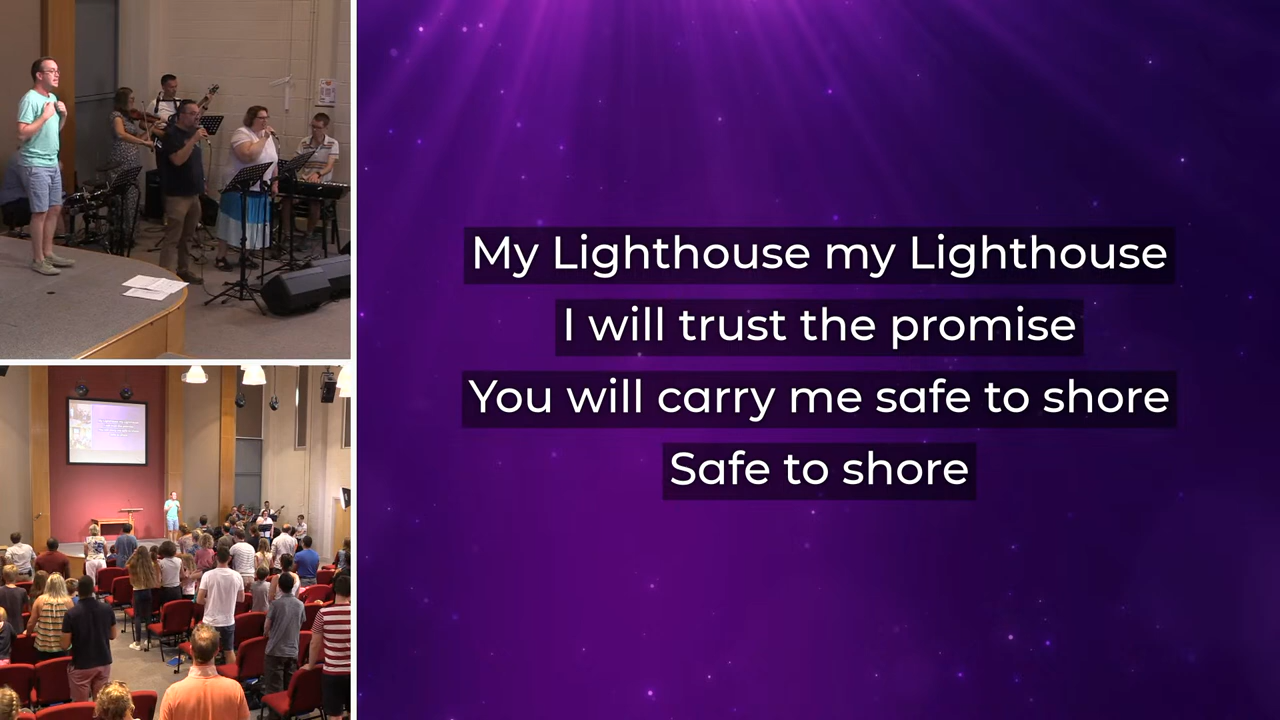 My Lighthouse my Lighthouse
I will trust the promise
You will carry me safe to shore
Safe to shore